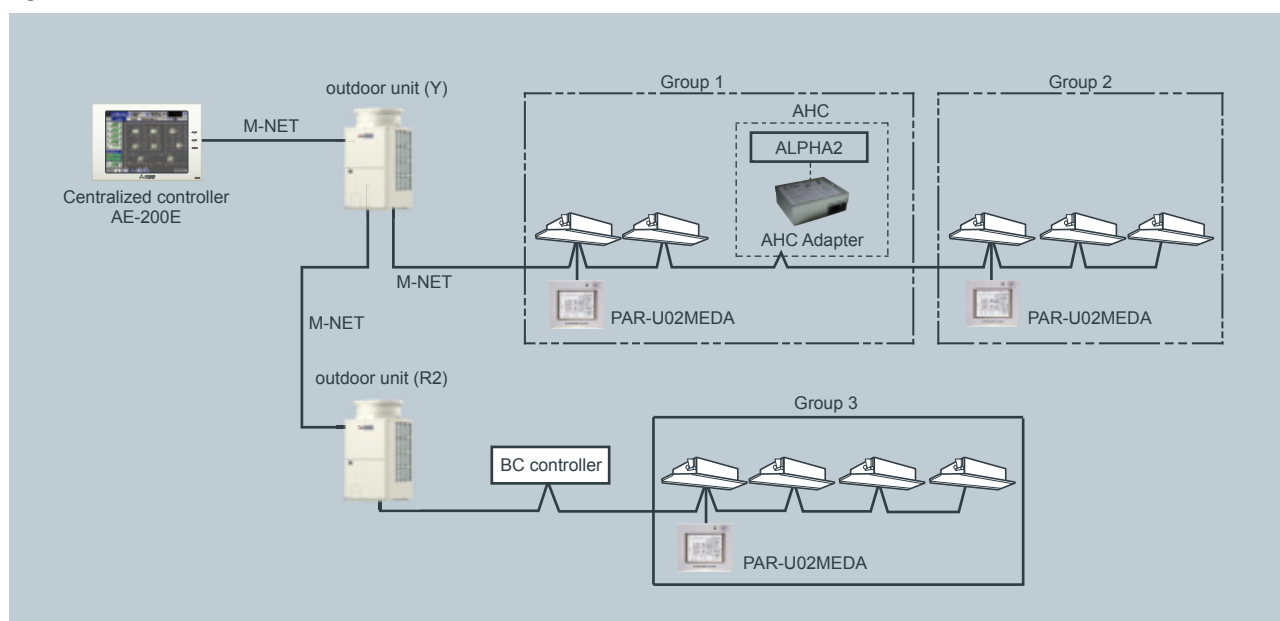 Group 1
Group 2
outdoor unit (Y)
AHC
M-NET
ALPHA2
Centralized controller
AE-200E
AHC Adapter
M-NET
PAR-U02MEDA
PAR-U02MEDA
M-NET
outdoor unit (R2)
Group 3
BC controller
PAR-U02MEDA